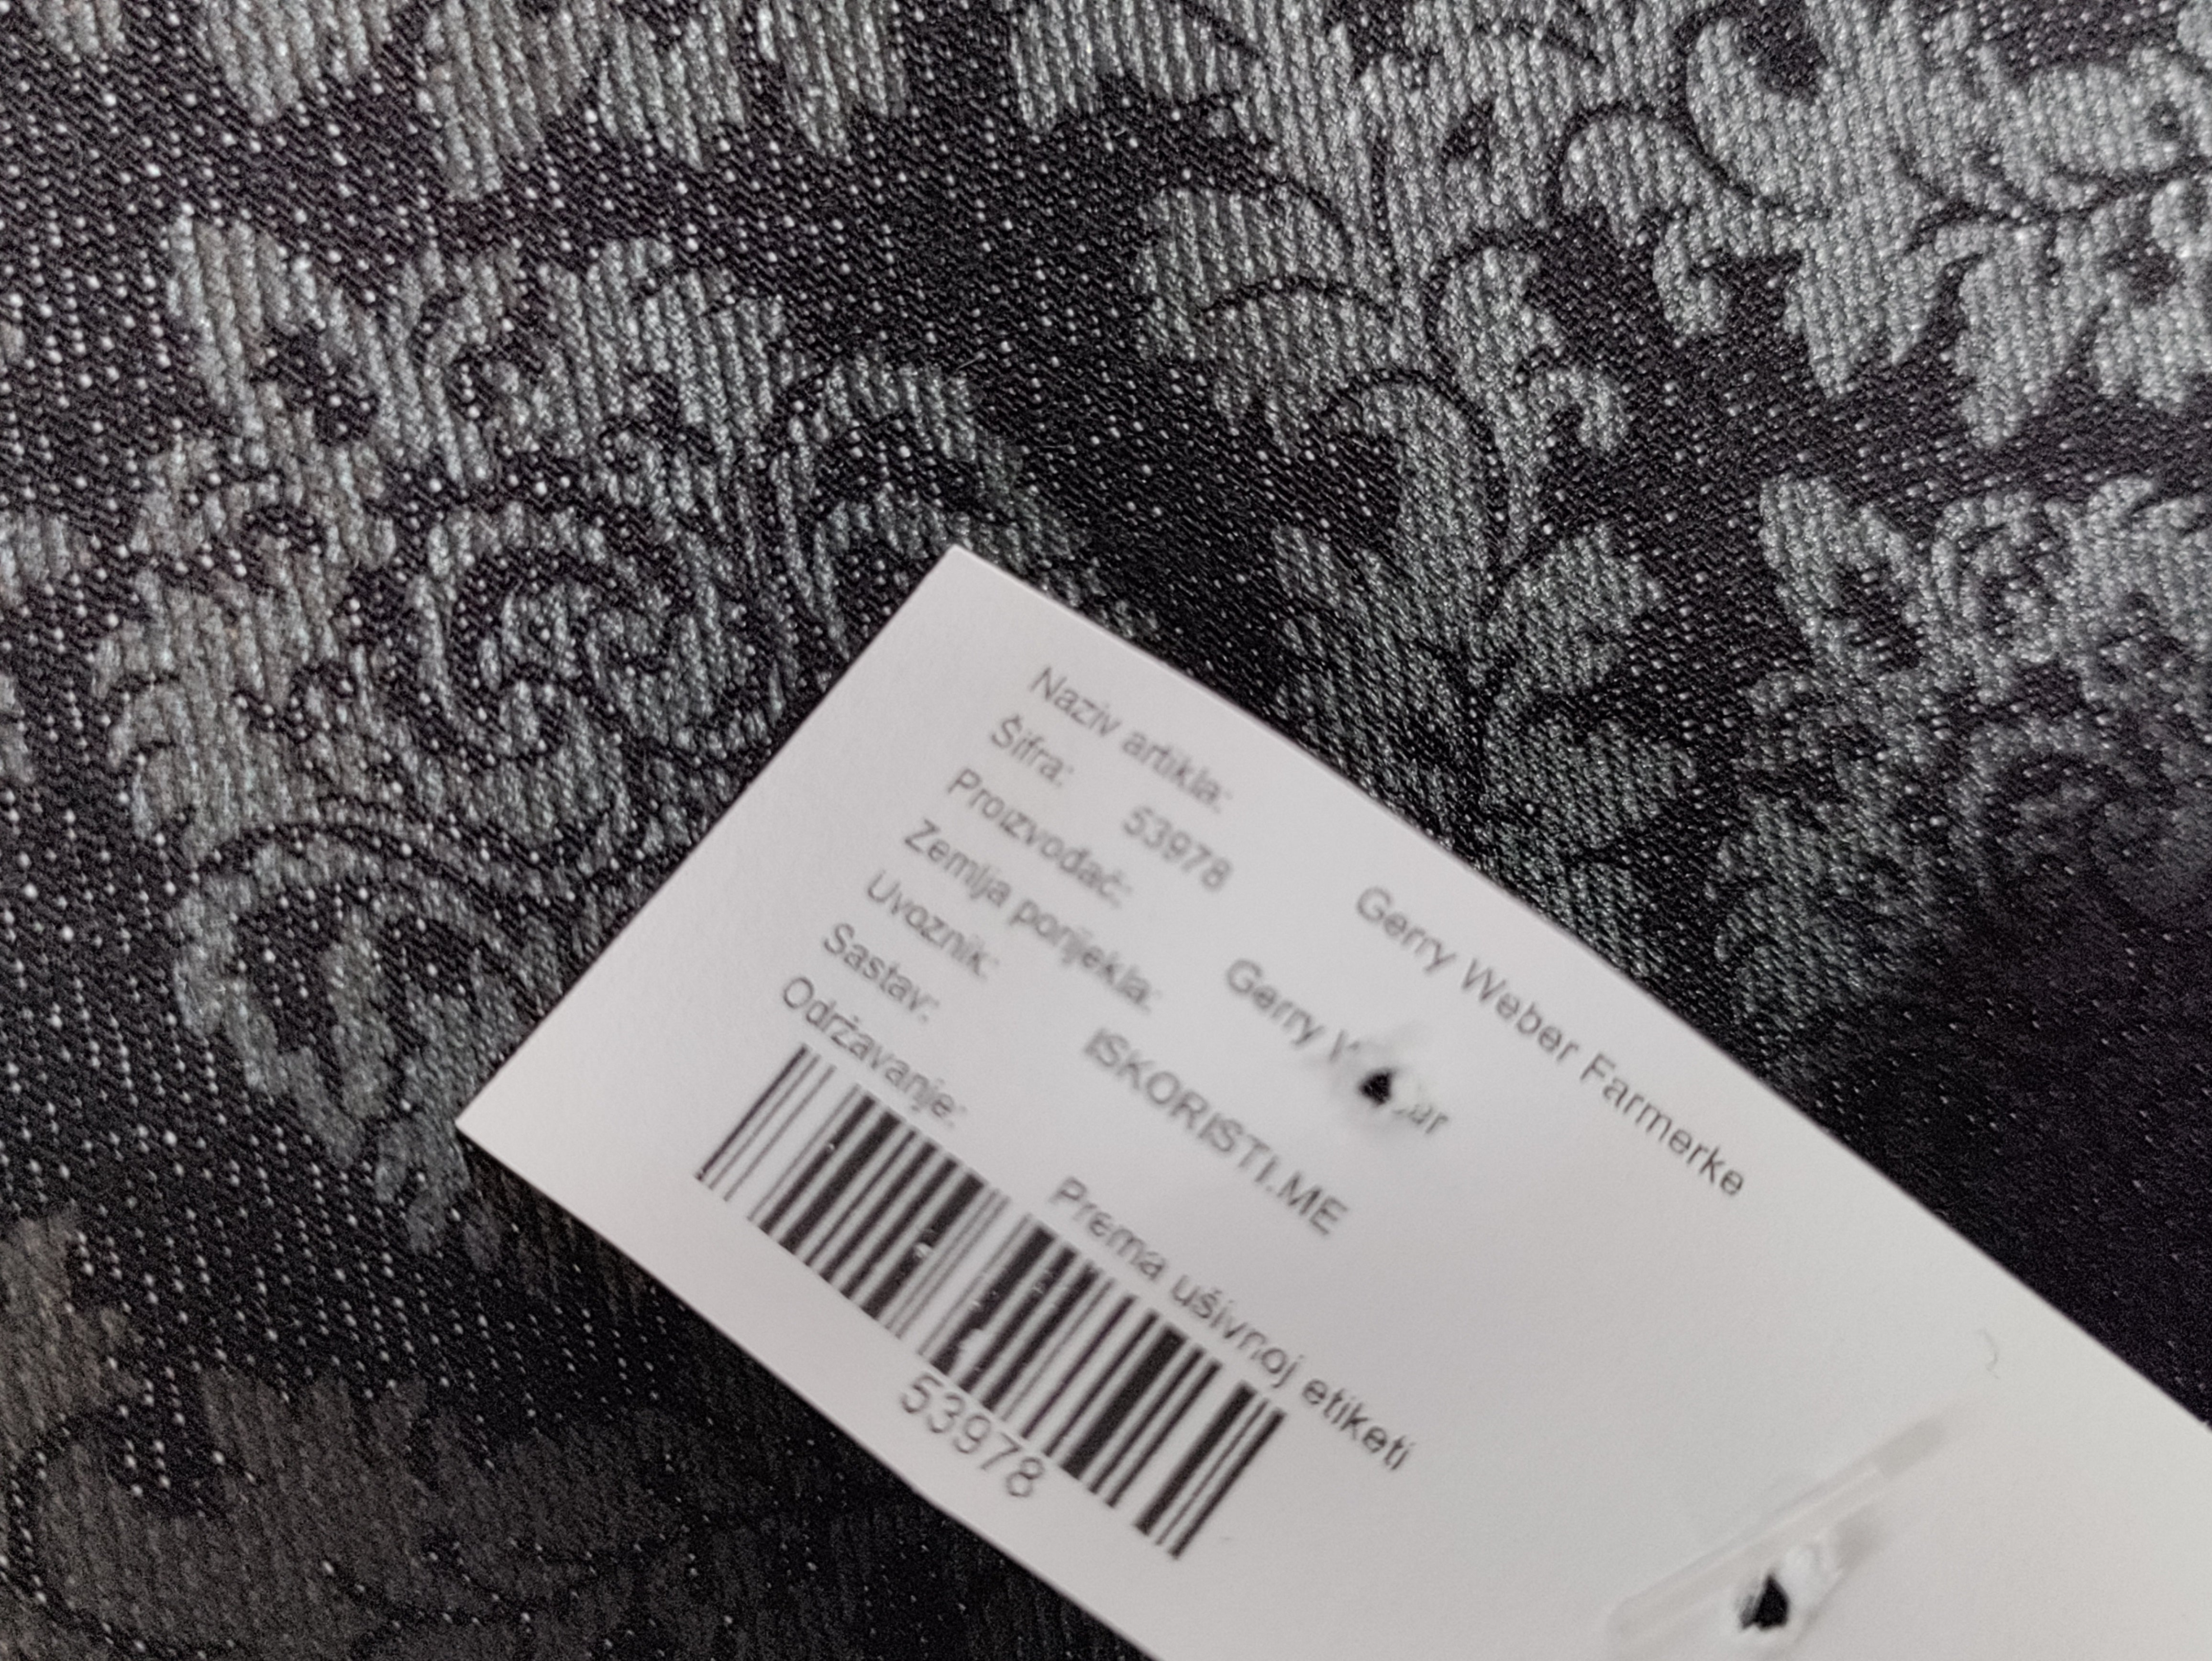 Naziv artikla: Gerry Weber Farmerke
Šifra: 53978
Proizvođač: Gerry
Zemlja porijekla:
Uvoznik: ISKORISTI.ME
Sastav:
Održavanje: Prema ušivnoj etiketi
53978